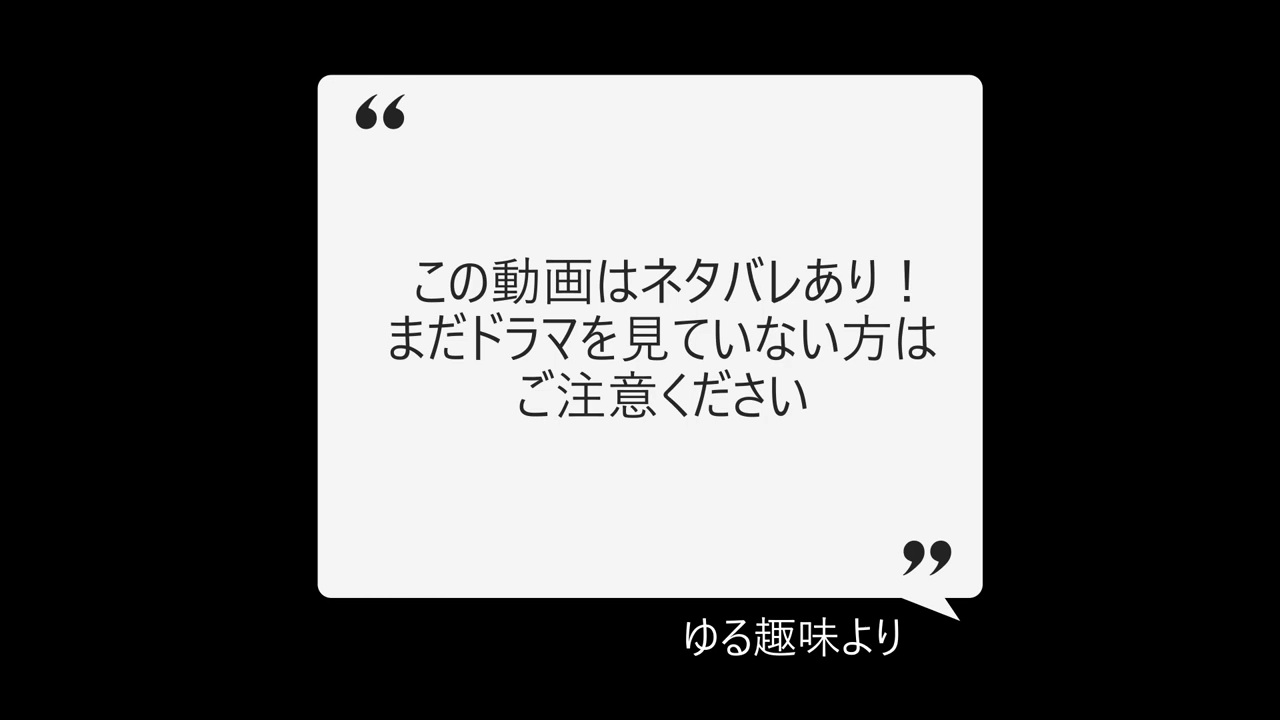 “
この動画はネタバレあり！
まだドラマを見ていない方は
ご注意ください
”
ゆる趣味より